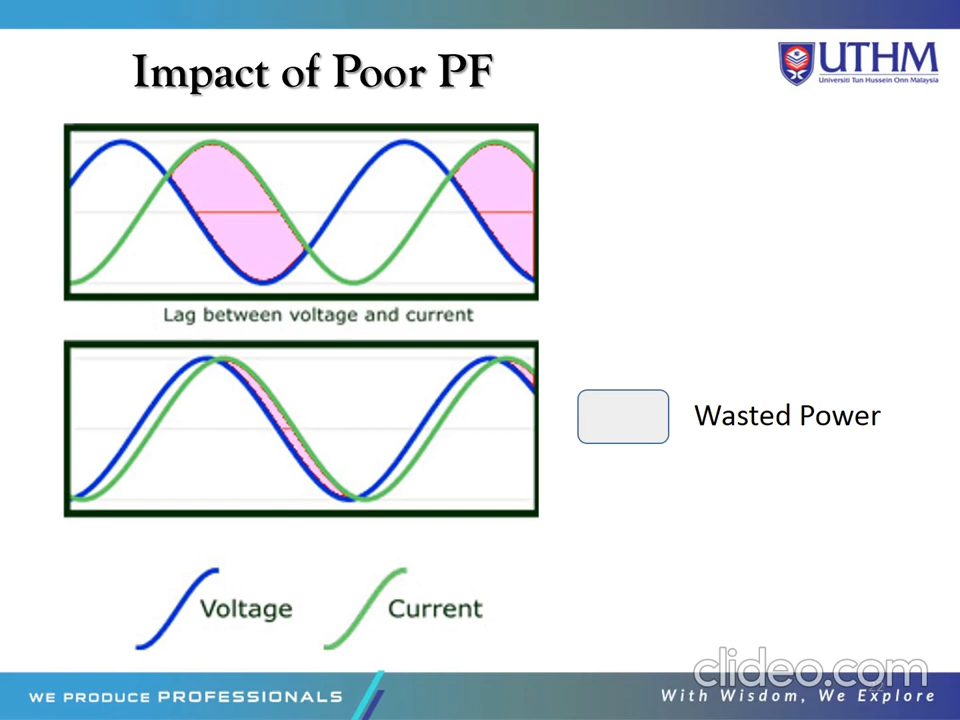 Impact of Poor PF
UTHM
Universiti Tun Hussein Onn Malaysia
Lag between voltage and current
Wasted Power
Voltage
Current
clideo.com
22
WE PRODUCE PROFESSIONALS
With Wisdom, We Explore